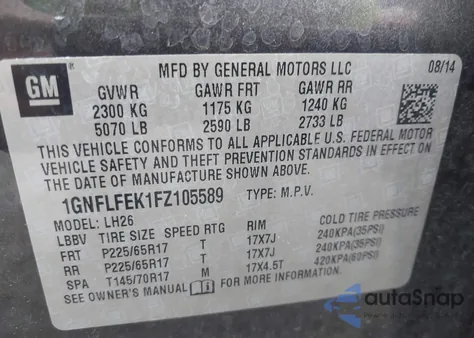 MFD BY GENERAL MOTORS LLC 08/14
GM
GVWR GAWR FRT GAWR RR
2300 KG 1175 KG 1240 KG
5070 LB 2590 LB 2733 LB
THIS VEHICLE CONFORMS TO ALL APPLICABLE U.S. FEDERAL MOTOR
VEHICLE SAFETY AND THEFT PREVENTION STANDARDS IN EFFECT ON
THE DATE OF MANUFACTURE SHOWN ABOVE.
1GNFLFEK1FZ105589 TYPE: M.P.V.
MODEL: LH26
LBBV TIRE SIZE SPEED RTG RIM COLD TIRE PRESSURE
FRT P225/65R17 T 17X7J 240KPA(35PSI)
RR P225/65R17 T 17X7J 240KPA(35PSI)
SPA T145/70R17 M 17X4.5T 420KPA(60PSI)
SEE OWNER'S MANUAL FOR MORE INFORMATION.
autoSnap